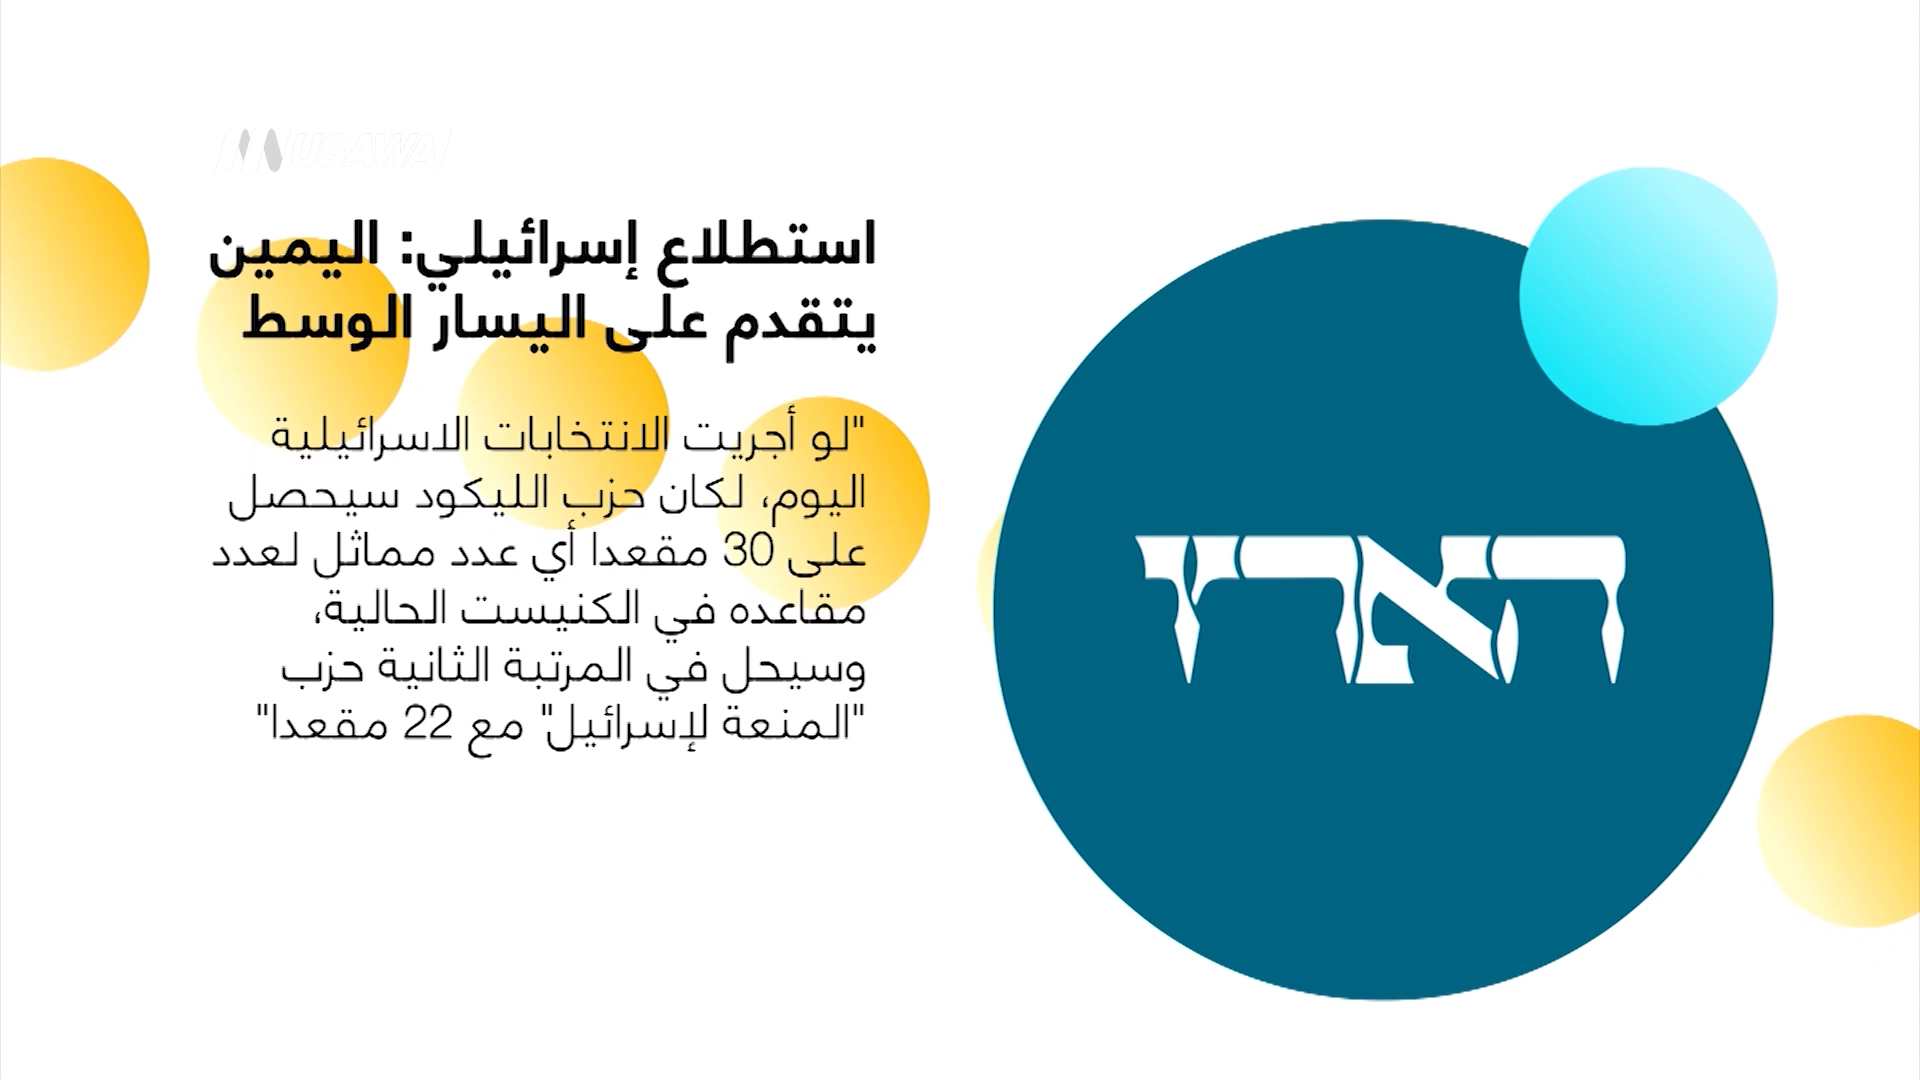 MUSAWA
استطلاع إسرائيلي: اليمين
يتقدم على اليسار الوسط
"لو أجريت الانتخابات الاسرائيلية
اليوم، لكان حزب الليكود سيحصل
على 30 مقعدا أي عدد مماثل لعدد
مقاعده في الكنيست الحالية،
وسيحل في المرتبة الثانية حزب
"المنعة لإسرائيل" مع 22 مقعدا"
הארץ